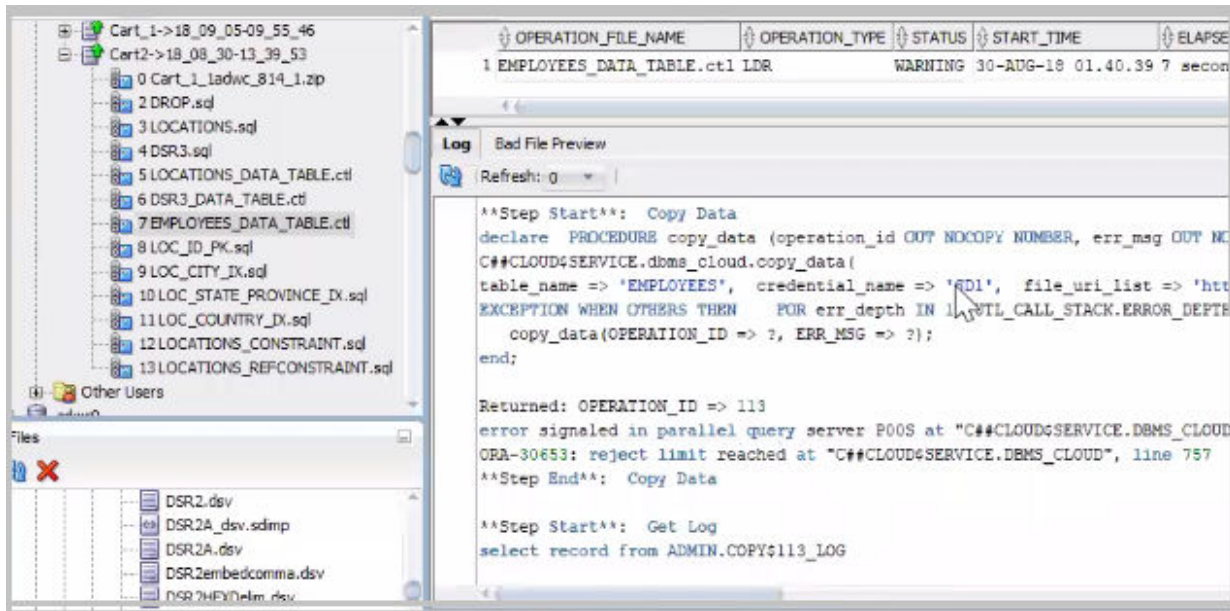 Cart_1->18_09_05-09_55_46
Cart2->18_08_30-13_39_53
0 Cart_1_1adwc_814_1.zip
2 DROP.sql
3 LOCATIONS.sql
4 DSR3.sql
5 LOCATIONS_DATA_TABLE.ctl
6 DSR3_DATA_TABLE.ctl
7 EMPLOYEES_DATA_TABLE.ctl
8 LOC_ID_PK.sql
9 LOC_CITY_IX.sql
10 LOC_STATE_PROVINCE_IX.sql
11 LOC_COUNTRY_IX.sql
12 LOCATIONS_CONSTRAINT.sql
13 LOCATIONS_REFCONSTRAINT.sql
Other Users
Files
DSR2.dsv
DSR2A_dsv.sdimp
DSR2A.dsv
DSR2embedcomma.dsv
DSR2HEXDelim.dsv
OPERATION_FILE_NAME OPERATION_TYPE STATUS START_TIME ELAPSE
1 EMPLOYEES_DATA_TABLE.ctl LDR WARNING 30-AUG-18 01.40.39 7 secon
Log Bad File Preview
Refresh: 0
**Step Start**: Copy Data
declare PROCEDURE copy_data (operation_id OUT NOCOPY NUMBER, err_msg OUT NC
C##CLOUD$SERVICE.dbms_cloud.copy_data(
table_name => 'EMPLOYEES', credential_name => file_uri_list => 'htt
EXCEPTION WHEN OTHERS THEN FOR err_depth IN UTL_CALL_STACK.ERROR_DEPTH
copy_data(OPERATION_ID => ?, ERR_MSG => ?);
end;
Returned: OPERATION_ID => 113
error signaled in parallel query server P00S at "C##CLOUD$SERVICE.DBMS_CLOUD
ORA-30653: reject limit reached at "C##CLOUD$SERVICE.DBMS_CLOUD", line 757
**Step End**: Copy Data
**Step Start**: Get Log
select record from ADMIN.COPY$113_LOG